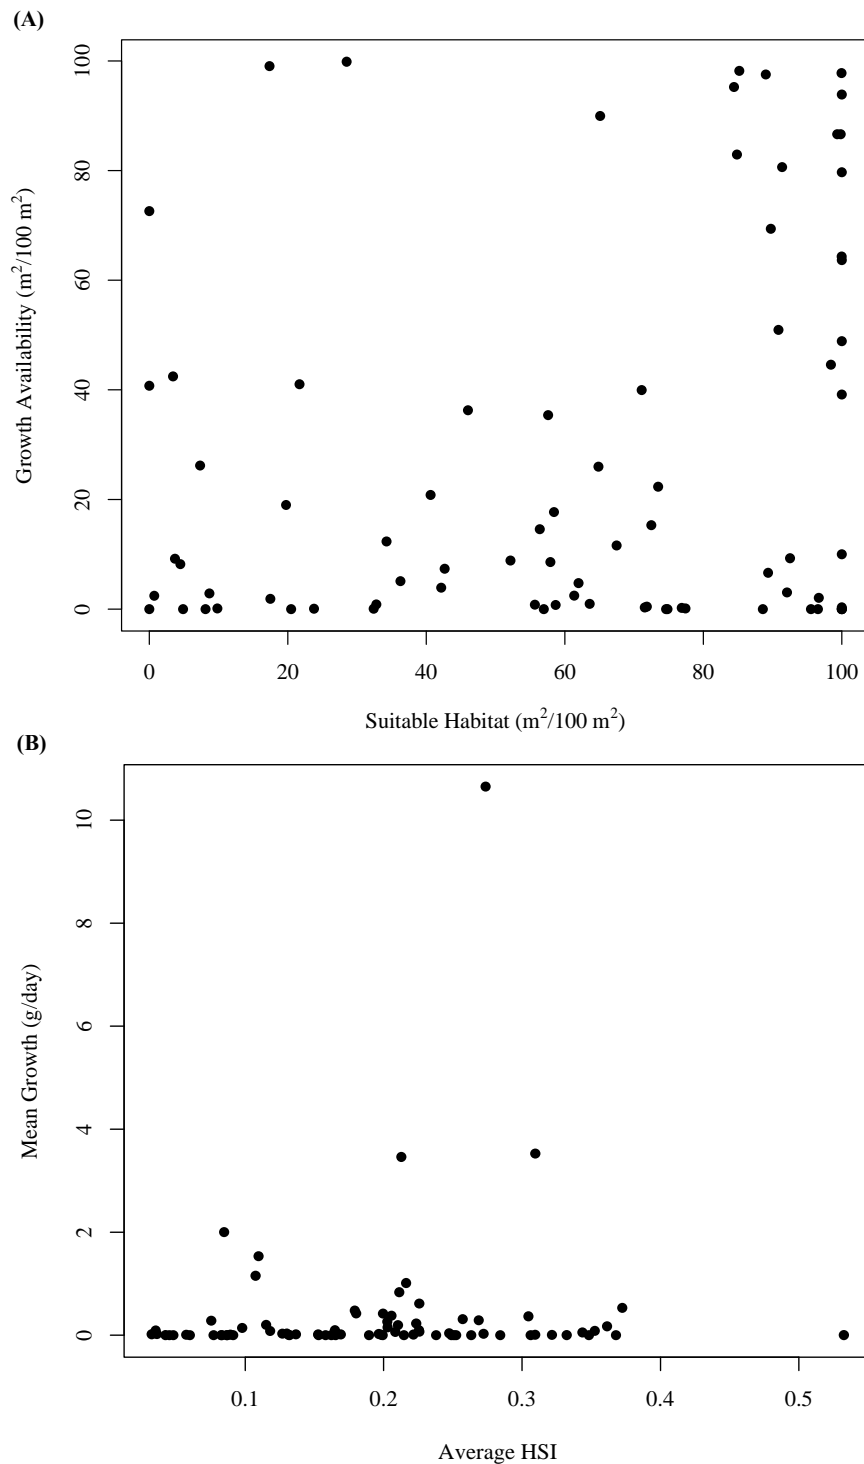 (A)
100
80
60
40
20
0
Growth Availability (m²/100 m²)
0 20 40 60 80 100
Suitable Habitat (m²/100 m²)
(B)
10
8
6
4
2
0
Mean Growth (g/day)
0.1 0.2 0.3 0.4 0.5
Average HSI